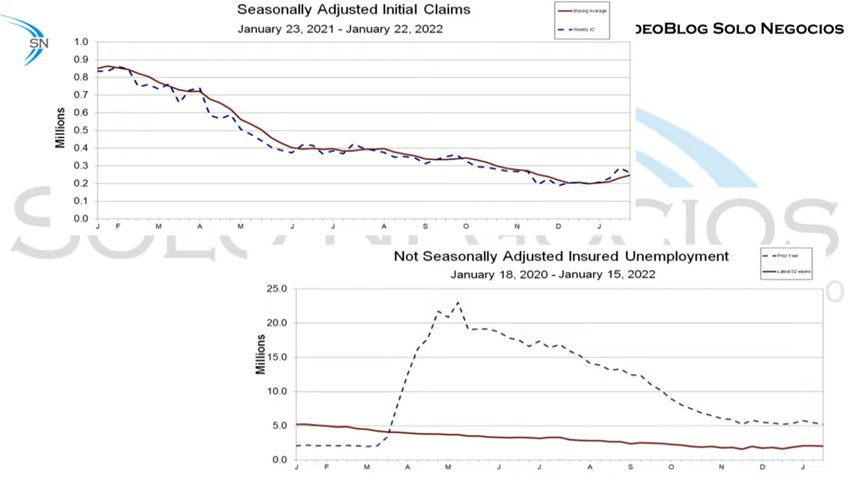 Seasonally Adjusted Initial Claims
January 23, 2021 - January 22, 2022
Moving Average
Weekly IC
DEOBLOG SOLO NEGOCIOS
SN
Millions
1.0
0.9
0.8
0.7
0.6
0.5
0.4
0.3
0.2
0.1
0.0
J F M A M J J A S O N D J
SOLO NEGOCIOS
Not Seasonally Adjusted Insured Unemployment
January 18, 2020 - January 15, 2022
Prior Year
Latest 52 weeks
Millions
25.0
20.0
15.0
10.0
5.0
0.0
J F M A M J J A S O N D J